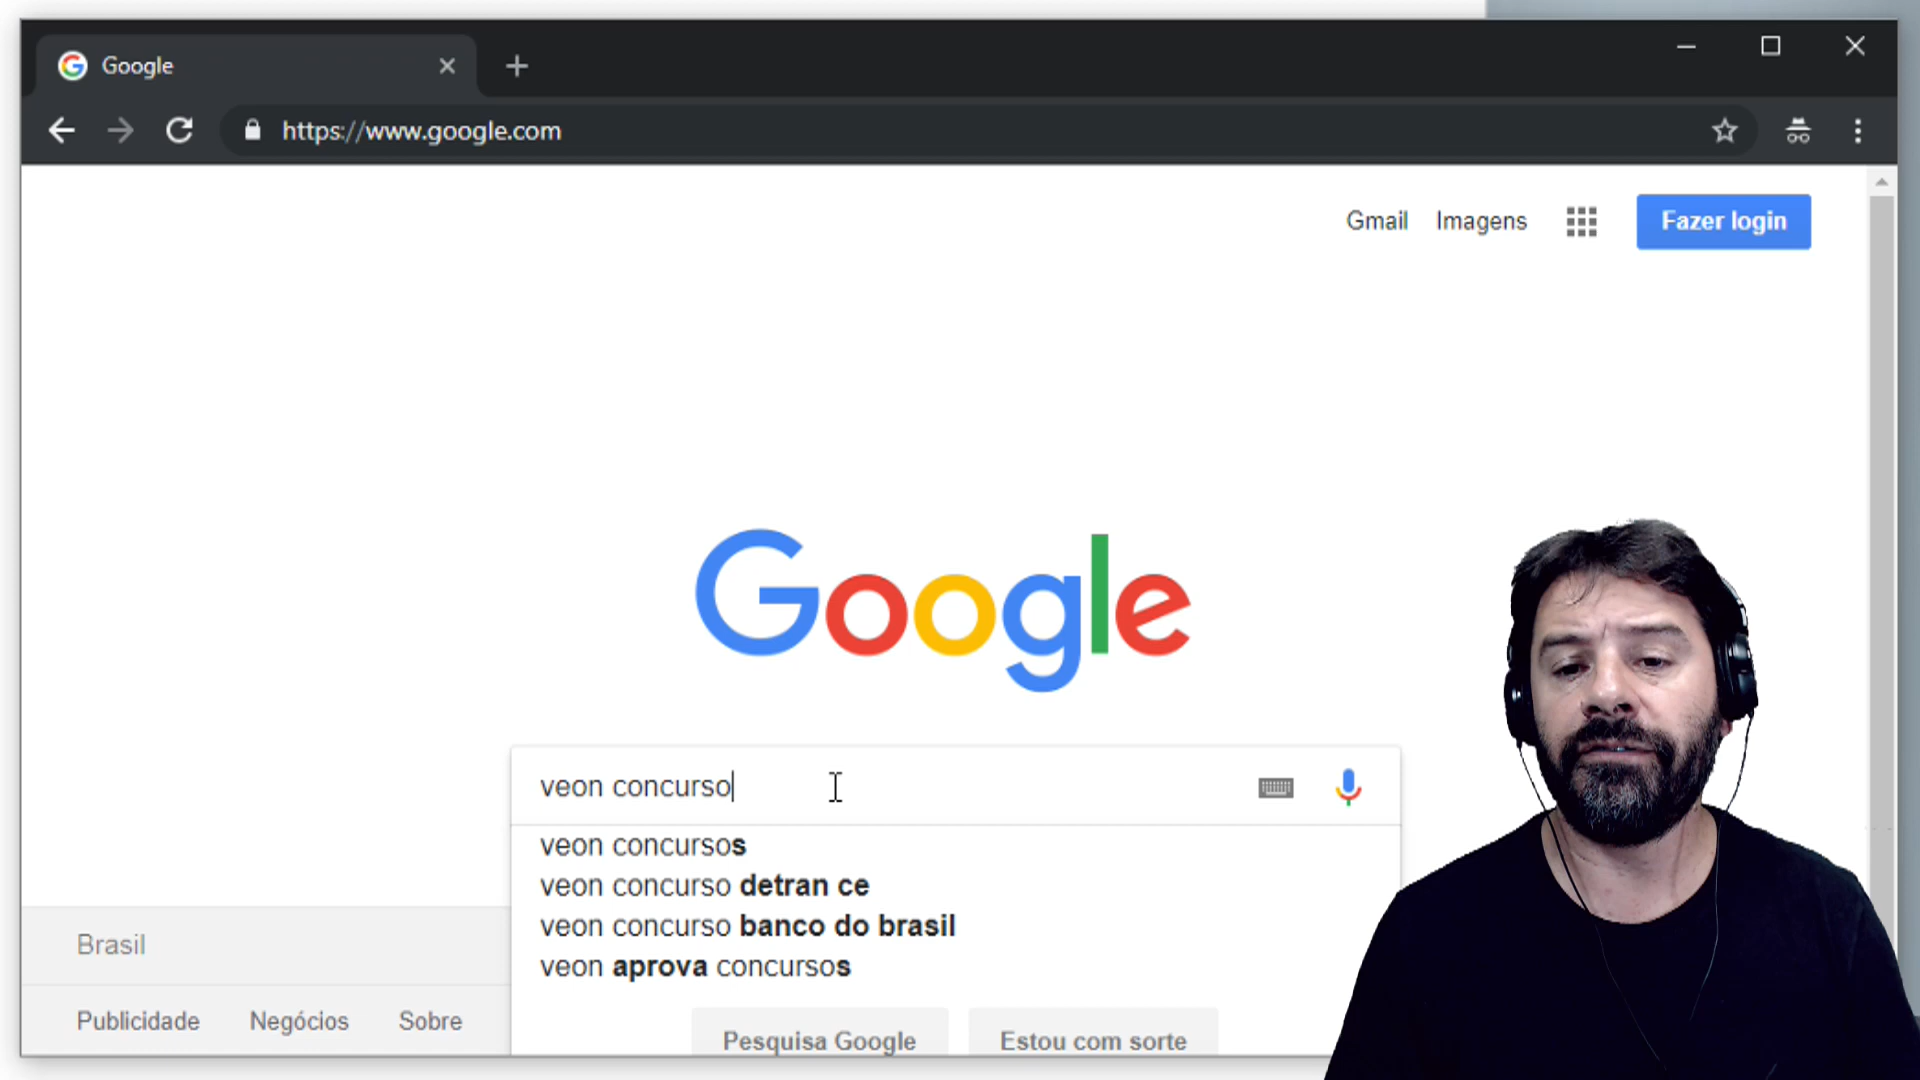 Google
https://www.google.com
Gmail Imagens Fazer login
Google
veon concurso
veon concursos
veon concurso detran ce
veon concurso banco do brasil
veon aprova concursos
Pesquisa Google Estou com sorte
Brasil
Publicidade Negócios Sobre